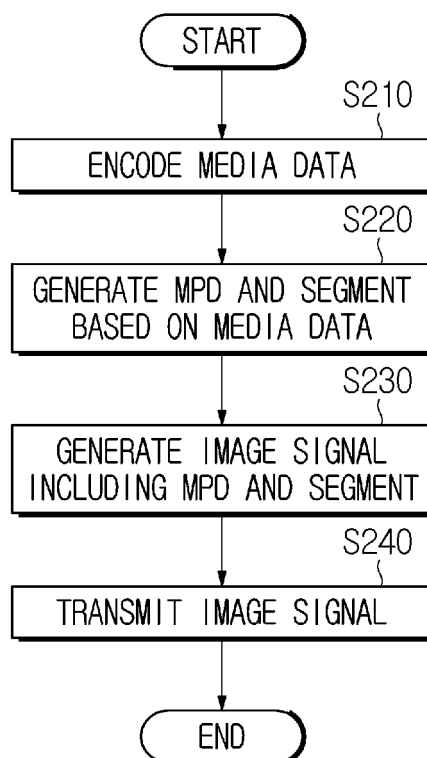 START
S210
ENCODE MEDIA DATA
S220
GENERATE MPD AND SEGMENT
BASED ON MEDIA DATA
S230
GENERATE IMAGE SIGNAL
INCLUDING MPD AND SEGMENT
S240
TRANSMIT IMAGE SIGNAL
END